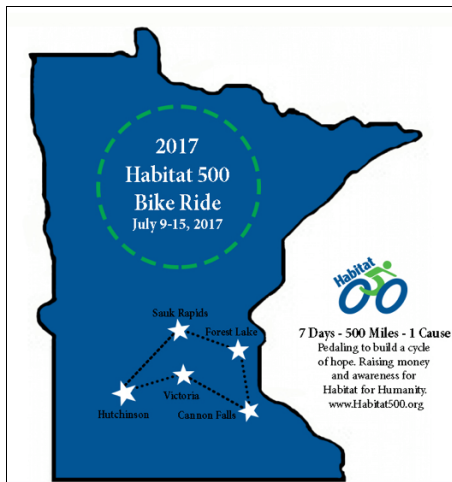 2017
Habitat 500
Bike Ride
July 9-15, 2017
Habitat
7 Days - 500 Miles - 1 Cause
Pedaling to build a cycle
of hope. Raising money
and awareness for
Habitat for Humanity.
www.Habitat500.org
Sauk Rapids
Forest Lake
Victoria
Hutchinson
Cannon Falls